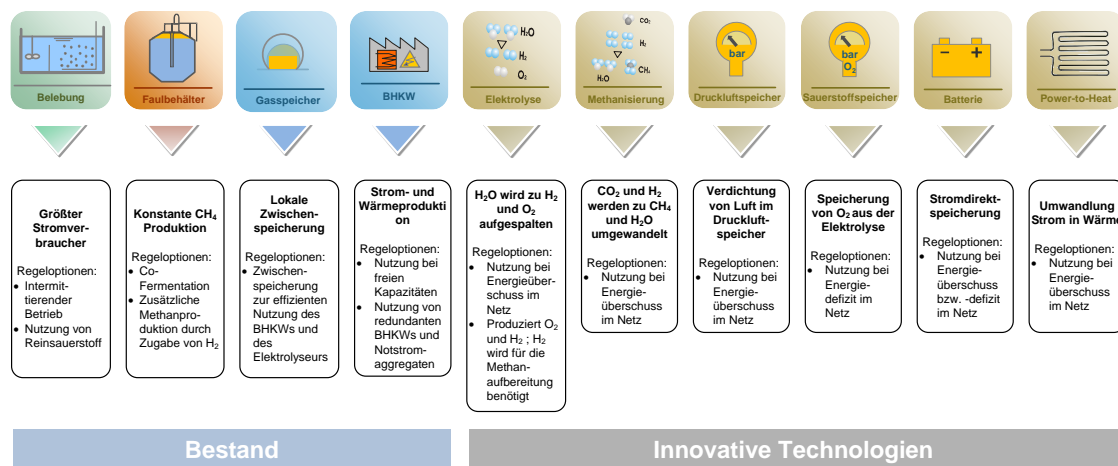 Belebung
Größter
Stromver-
braucher
Regeloptionen:
• Intermit-
tierender
Betrieb
• Nutzung von
Reinsauerstoff
Faulbehälter
Konstante CH₄
Produktion
Regeloptionen:
• Co-
Fermentation
• Zusätzliche
Methanpro-
duktion durch
Zugabe von H₂
Gasspeicher
Lokale
Zwischen-
speicherung
Regeloptionen:
• Zwischen-
speicherung
zur effizienten
Nutzung des
BHKWs und
des
Elektrolyseurs
BHKW
Strom- und
Wärmeprodukti
on
Regeloptionen:
• Nutzung bei
freien
Kapazitäten
• Nutzung von
redundanten
BHKWs und
Notstrom-
aggregaten
H₂O
H₂
O₂
Elektrolyse
H₂O wird zu H₂
und O₂
aufgespalten
Regeloptionen:
• Nutzung bei
Energieüber-
schuss im
Netz
• Produziert O₂
und H₂ ; H₂
wird für die
Methan-
aufbereitung
benötigt
CO₂
H₂
H₂O
CH₄
Methanisierung
CO₂ und H₂
werden zu CH₄
und H₂O
umgewandelt
Regeloptionen:
• Nutzung bei
Energie-
überschuss
im Netz
bar
Druckluftspeicher
Verdichtung
von Luft im
Druckluft-
speicher
Regeloptionen:
• Nutzung bei
Energie-
überschuss im
Netz
bar
O₂
Sauerstoffspeicher
Speicherung
von O₂ aus der
Elektrolyse
Regeloptionen:
• Nutzung bei
Energie-
defizit im
Netz
− +
Batterie
Stromdirekt-
speicherung
Regeloptionen:
• Nutzung bei
Energie-
überschuss
bzw. -defizit
im Netz
Power-to-Heat
Umwandlung
Strom in Wärme
Regeloptionen:
• Nutzung bei
Energie-
überschuss
im Netz
Bestand
Innovative Technologien